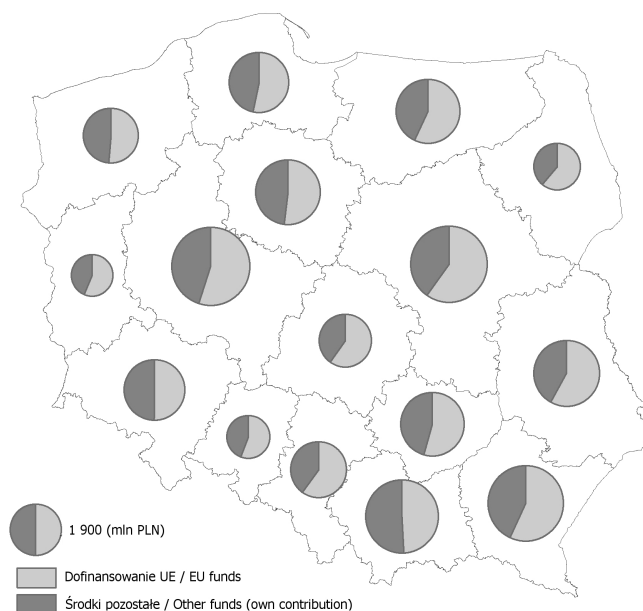 1 900 (mln PLN)
Dofinansowanie UE / EU funds
Środki pozostałe / Other funds (own contribution)